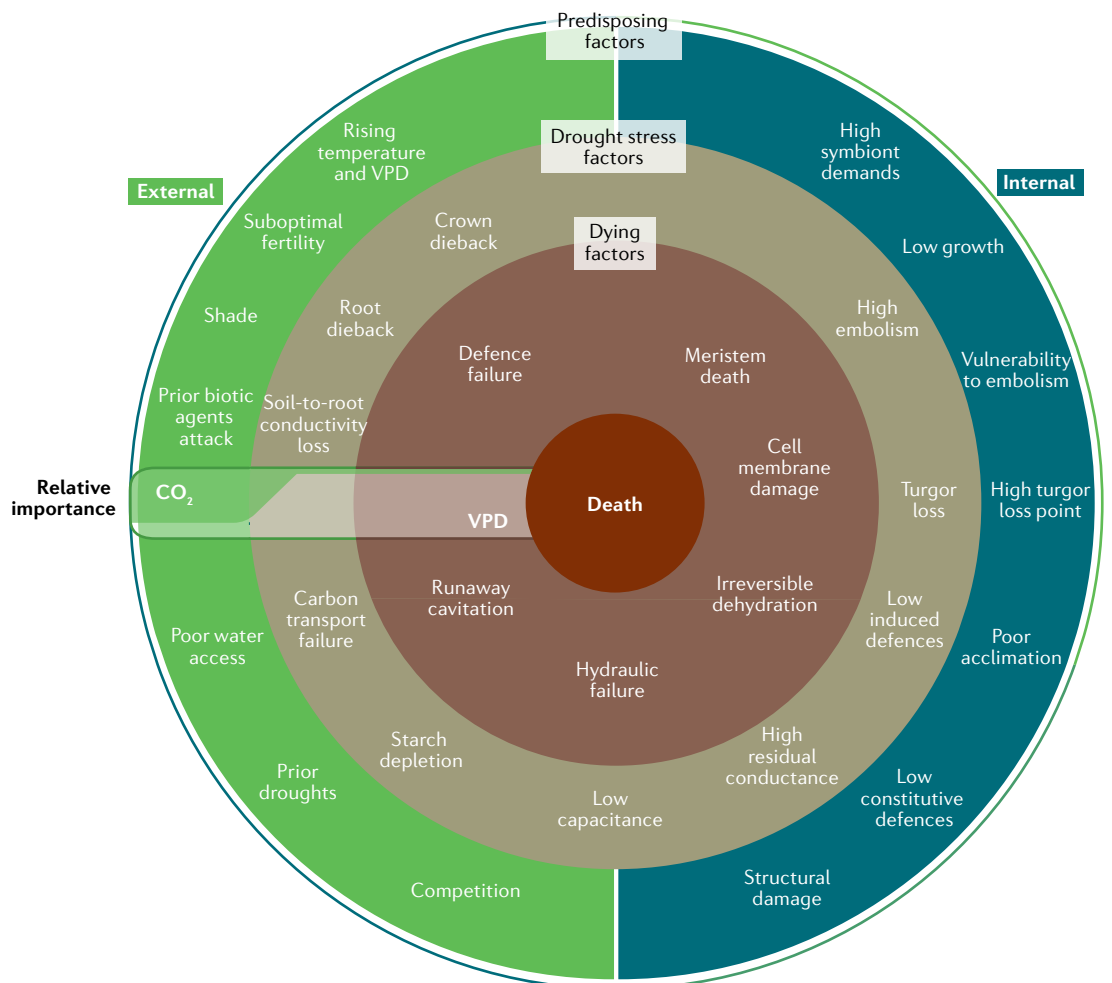 Predisposing
factors
Drought stress
factors
Dying
factors
External
Internal
Rising
temperature
and VPD
Suboptimal
fertility
Shade
Prior biotic
agents
attack
Relative
importance
CO₂
VPD
Poor water
access
Prior
droughts
Competition
High
symbiont
demands
Low growth
Vulnerability
to embolism
High turgor
loss point
Poor
acclimation
Low
constitutive
defences
Structural
damage
Crown
dieback
Root
dieback
Soil-to-root
conductivity
loss
Carbon
transport
failure
Starch
depletion
Low
capacitance
High
residual
conductance
Low
induced
defences
Turgor
loss
High
embolism
Defence
failure
Meristem
death
Cell
membrane
damage
Irreversible
dehydration
Hydraulic
failure
Runaway
cavitation
Death